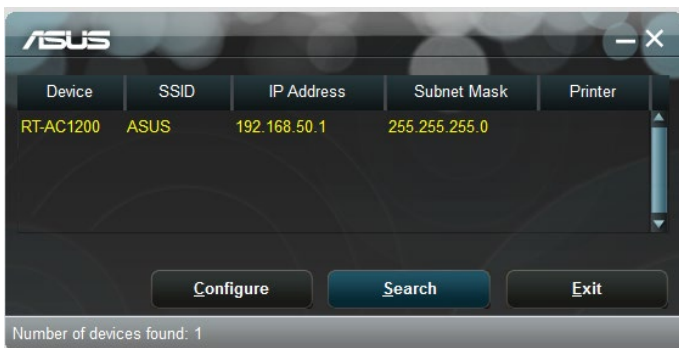 ASUS
Device SSID IP Address Subnet Mask Printer
RT-AC1200 ASUS 192.168.50.1 255.255.255.0
Configure Search Exit
Number of devices found: 1